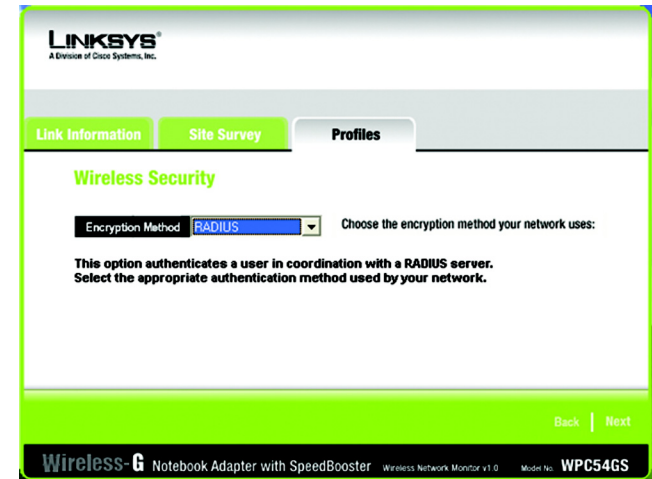 LINKSYS®
A Division of Cisco Systems, Inc.
Link Information Site Survey Profiles
Wireless Security
Encryption Method RADIUS Choose the encryption method your network uses:
This option authenticates a user in coordination with a RADIUS server.
Select the appropriate authentication method used by your network.
Back | Next
Wireless-G Notebook Adapter with SpeedBooster Wireless Network Monitor v1.0 Model No. WPC54GS